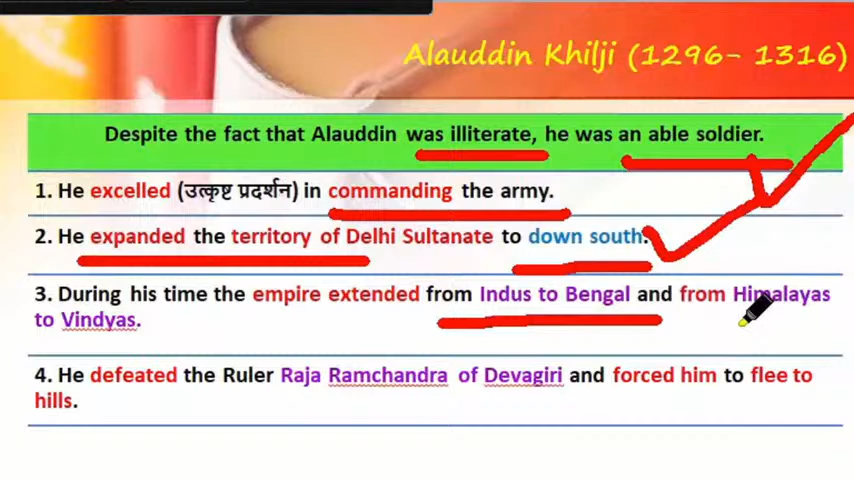 Alauddin Khilji (1296- 1316)
Despite the fact that Alauddin was illiterate, he was an able soldier.
1. He excelled (उत्कृष्ट प्रदर्शन) in commanding the army.
2. He expanded the territory of Delhi Sultanate to down south.
3. During his time the empire extended from Indus to Bengal and from Himalayas
to Vindyas.
4. He defeated the Ruler Raja Ramchandra of Devagiri and forced him to flee to
hills.